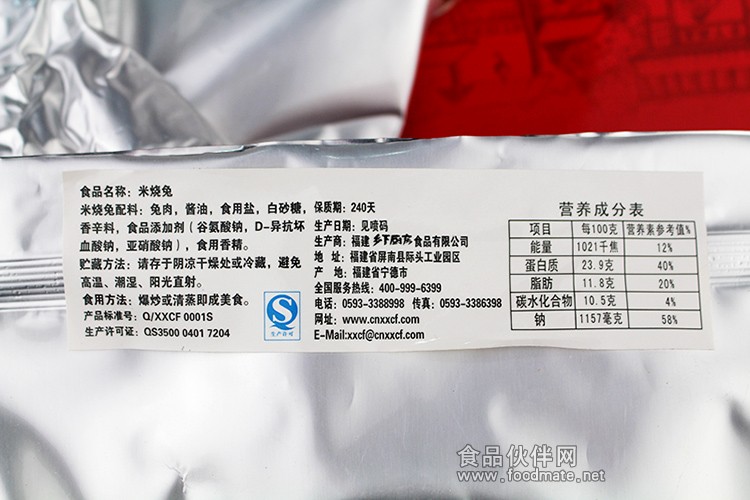 食品名称：米烧兔
米烧兔配料：兔肉，酱油，食用盐，白砂糖，
香辛料，食品添加剂（谷氨酸钠，D-异抗坏
血酸钠，亚硝酸钠），食用香精。
贮藏方法：请存于阴凉干燥处或冷藏，避免
高温、潮湿、阳光直射。
食用方法：爆炒或清蒸即成美食。
产品标准号：Q/XXCF 0001S
生产许可证：QS3500 0401 7204
QS
生产许可
保质期：240天
生产日期：见喷码
生产商：福建乡下厨房食品有限公司
地　址：福建省屏南县际头工业园区
产　地：福建省宁德市
全国服务热线：400-999-6399
电话：0593-3388998 传真：0593-3386398
网址：www.cnxxcf.com
E-Mail:xxcf@cnxxcf.com
营养成分表
项目 每100克 营养素参考值%
能量 1021千焦 12%
蛋白质 23.9克 40%
脂肪 11.8克 20%
碳水化合物 10.5克 4%
钠 1157毫克 58%
食品伙伴网
www.foodmate.net